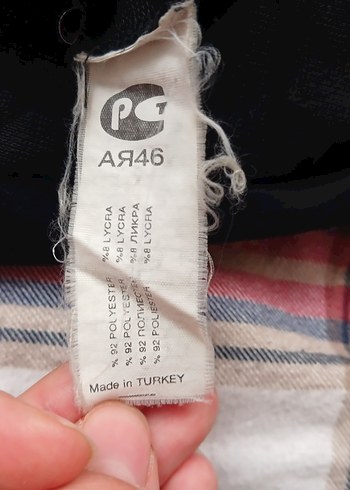 РСТ
АЯ46
% 92 POLYESTER %8 LYCRA
% 92 POLYESTER %8 LYCRA
% 92 ПОЛИЕСТЕР %8 ЛИКРА
% 92 POLYESTER %8 LYCRA
Made in TURKEY